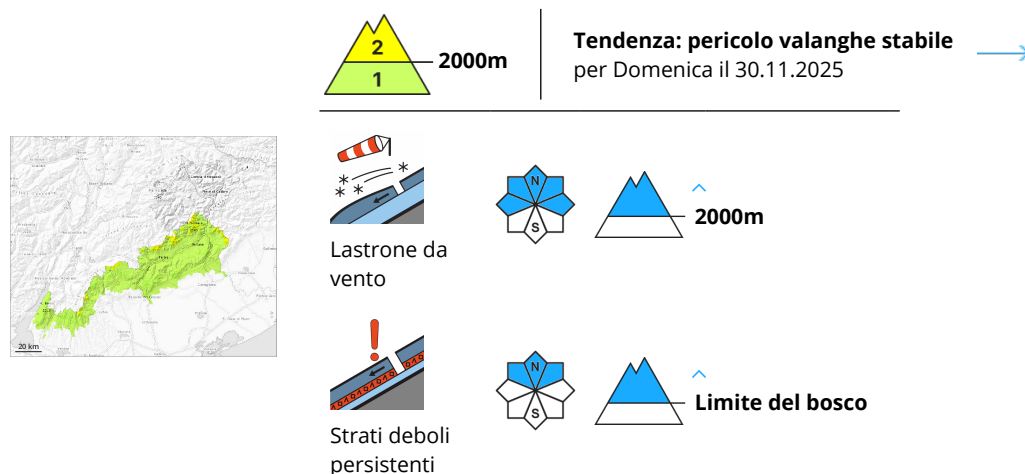 2
1
2000m
Tendenza: pericolo valanghe stabile
per Domenica il 30.11.2025
20 km
N
S
2000m
Lastrone da
vento
N
S
Limite del bosco
Strati deboli
persistenti